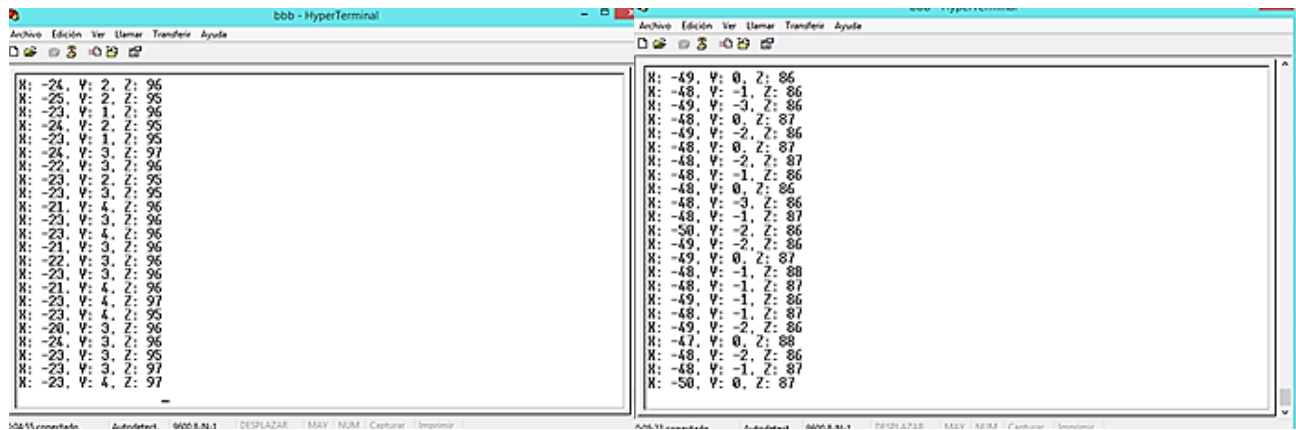 bbb - HyperTerminal
Archivo Edición Ver Llamar Transferir Ayuda
X: -24, Y: 2, Z: 96
X: -25, Y: 2, Z: 95
X: -23, Y: 1, Z: 96
X: -24, Y: 2, Z: 95
X: -23, Y: 1, Z: 95
X: -24, Y: 3, Z: 97
X: -22, Y: 3, Z: 96
X: -23, Y: 2, Z: 95
X: -23, Y: 3, Z: 95
X: -21, Y: 4, Z: 96
X: -23, Y: 3, Z: 96
X: -23, Y: 4, Z: 96
X: -21, Y: 3, Z: 96
X: -22, Y: 3, Z: 96
X: -23, Y: 3, Z: 96
X: -21, Y: 4, Z: 96
X: -23, Y: 4, Z: 97
X: -23, Y: 4, Z: 95
X: -20, Y: 3, Z: 96
X: -24, Y: 3, Z: 96
X: -23, Y: 3, Z: 95
X: -23, Y: 3, Z: 97
X: -23, Y: 4, Z: 97
0:04:55 conectado Autodetect. 9600 8-N-1 DESPLAZAR MAY NUM Capturar Imprimir
bbb - HyperTerminal
Archivo Edición Ver Llamar Transferir Ayuda
X: -49, Y: 0, Z: 86
X: -48, Y: -1, Z: 86
X: -49, Y: -3, Z: 86
X: -48, Y: 0, Z: 87
X: -49, Y: -2, Z: 86
X: -48, Y: 0, Z: 87
X: -48, Y: -2, Z: 87
X: -48, Y: -1, Z: 86
X: -48, Y: 0, Z: 86
X: -48, Y: -3, Z: 86
X: -48, Y: -1, Z: 87
X: -50, Y: -2, Z: 86
X: -49, Y: -2, Z: 86
X: -49, Y: 0, Z: 87
X: -48, Y: -1, Z: 88
X: -48, Y: -1, Z: 87
X: -49, Y: -1, Z: 86
X: -48, Y: -1, Z: 87
X: -49, Y: -2, Z: 86
X: -47, Y: 0, Z: 88
X: -48, Y: -2, Z: 86
X: -48, Y: -1, Z: 87
X: -50, Y: 0, Z: 87
conectado Autodetect. 9600 8-N-1 DESPLAZAR MAY NUM Capturar Imprimir